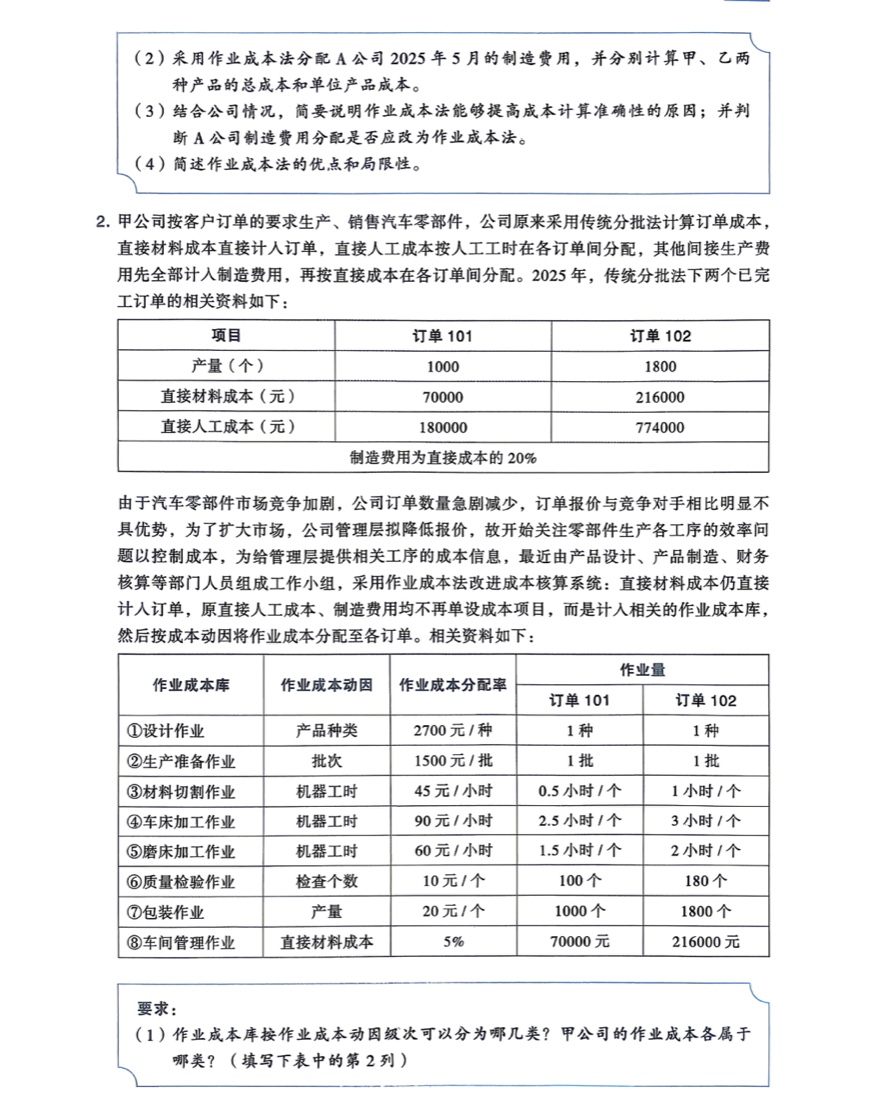 （2）采用作业成本法分配A公司2025年5月的制造费用，并分别计算甲、乙两
种产品的总成本和单位产品成本。
（3）结合公司情况，简要说明作业成本法能够提高成本计算准确性的原因；并判
断A公司制造费用分配是否应改为作业成本法。
（4）简述作业成本法的优点和局限性。
2. 甲公司按客户订单的要求生产、销售汽车零部件，公司原来采用传统分批法计算订单成本，
直接材料成本直接计入订单，直接人工成本按人工工时在各订单间分配，其他间接生产费
用先全部计入制造费用，再按直接成本在各订单间分配。2025年，传统分批法下两个已完
工订单的相关资料如下：
项目 订单101 订单102
产量（个） 1000 1800
直接材料成本（元） 70000 216000
直接人工成本（元） 180000 774000
制造费用为直接成本的20%
由于汽车零部件市场竞争加剧，公司订单数量急剧减少，订单报价与竞争对手相比明显不
具优势，为了扩大市场，公司管理层拟降低报价，故开始关注零部件生产各工序的效率问
题以控制成本，为给管理层提供相关工序的成本信息，最近由产品设计、产品制造、财务
核算等部门人员组成工作小组，采用作业成本法改进成本核算系统：直接材料成本仍直接
计入订单，原直接人工成本、制造费用均不再单设成本项目，而是计入相关的作业成本库，
然后按成本动因将作业成本分配至各订单。相关资料如下：
作业成本库 作业成本动因 作业成本分配率 作业量
订单101 订单102
①设计作业 产品种类 2700元/种 1种 1种
②生产准备作业 批次 1500元/批 1批 1批
③材料切割作业 机器工时 45元/小时 0.5小时/个 1小时/个
④车床加工作业 机器工时 90元/小时 2.5小时/个 3小时/个
⑤磨床加工作业 机器工时 60元/小时 1.5小时/个 2小时/个
⑥质量检验作业 检查个数 10元/个 100个 180个
⑦包装作业 产量 20元/个 1000个 1800个
⑧车间管理作业 直接材料成本 5% 70000元 216000元
要求：
（1）作业成本库按作业成本动因级次可以分为哪几类？甲公司的作业成本各属于
哪类？（填写下表中的第2列）